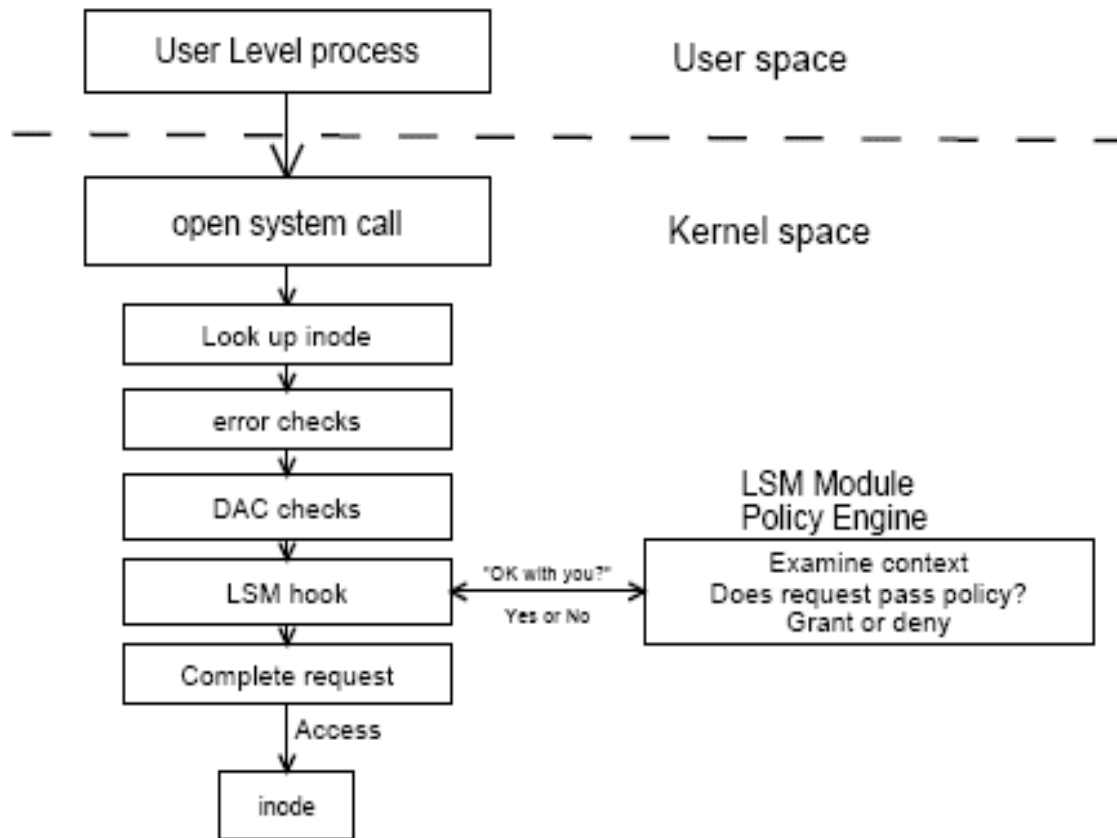 User Level process
User space
open system call
Kernel space
Look up inode
error checks
DAC checks
LSM Module
Policy Engine
LSM hook
"OK with you?"
Yes or No
Examine context
Does request pass policy?
Grant or deny
Complete request
Access
inode